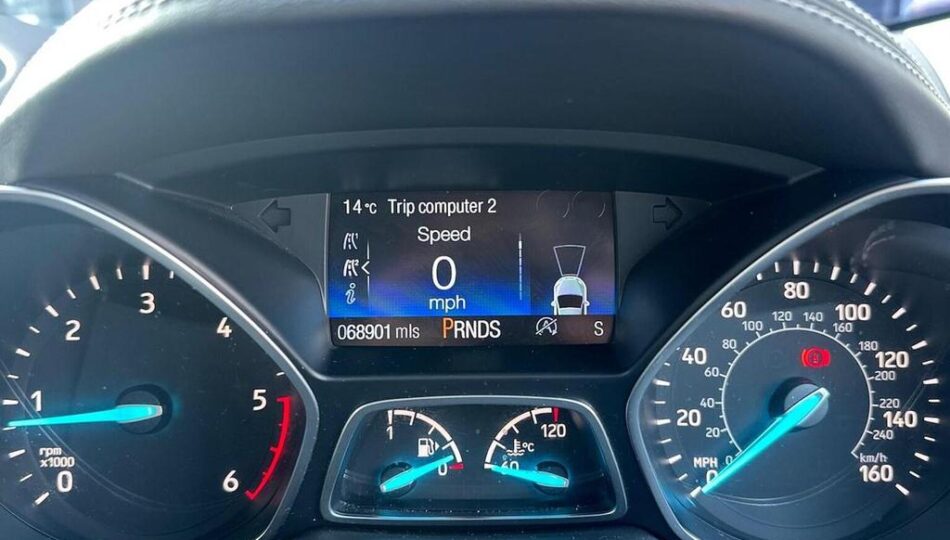 14°C Trip computer 2
Speed
0
mph
068901 mls PRNDS S
0 1 2 3 4 5 6
rpm
x1000
1 0
60 °C 120
0 20 40 60 80 100 120 140 160
MPH
0 20 40 60 80 100 120 140 160 180 200 220 240
km/h